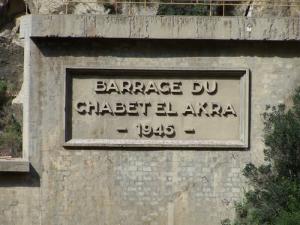 BARRAGE DU
CHABET EL AKRA
- 1945 -